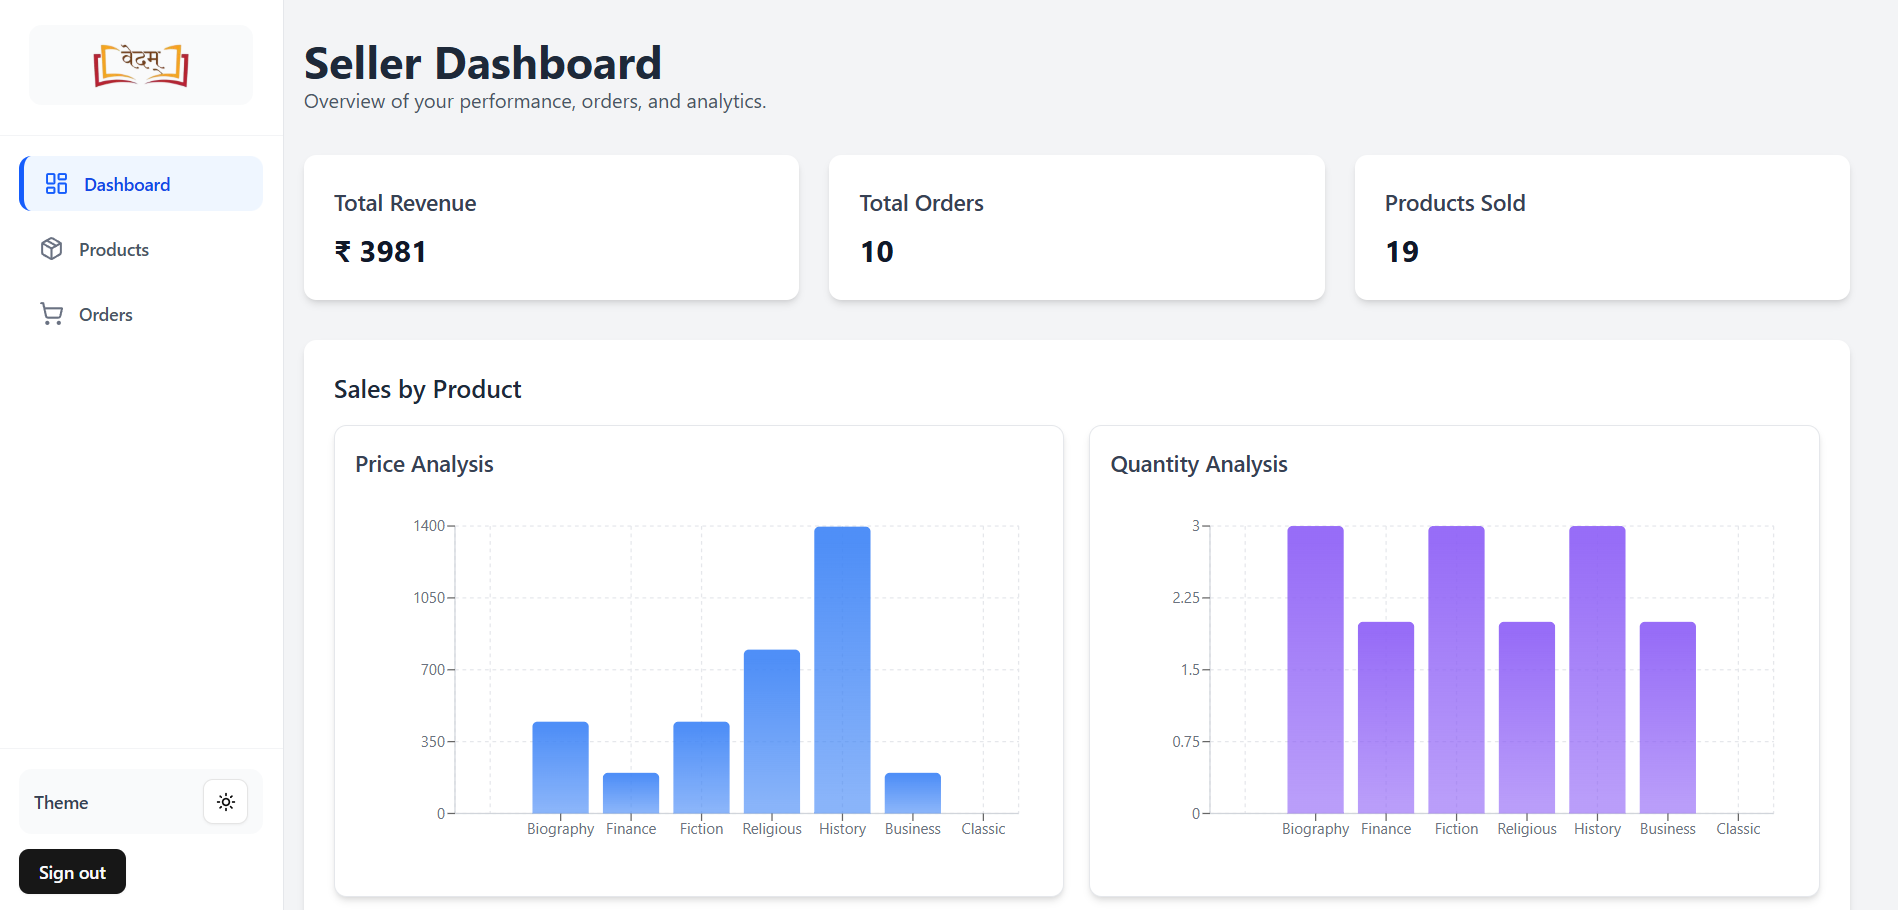 वेदम्
Dashboard
Products
Orders
Theme
Sign out
Seller Dashboard
Overview of your performance, orders, and analytics.
Total Revenue
₹ 3981
Total Orders
10
Products Sold
19
Sales by Product
Price Analysis
1400
1050
700
350
0
Biography Finance Fiction Religious History Business Classic
Quantity Analysis
3
2.25
1.5
0.75
0
Biography Finance Fiction Religious History Business Classic